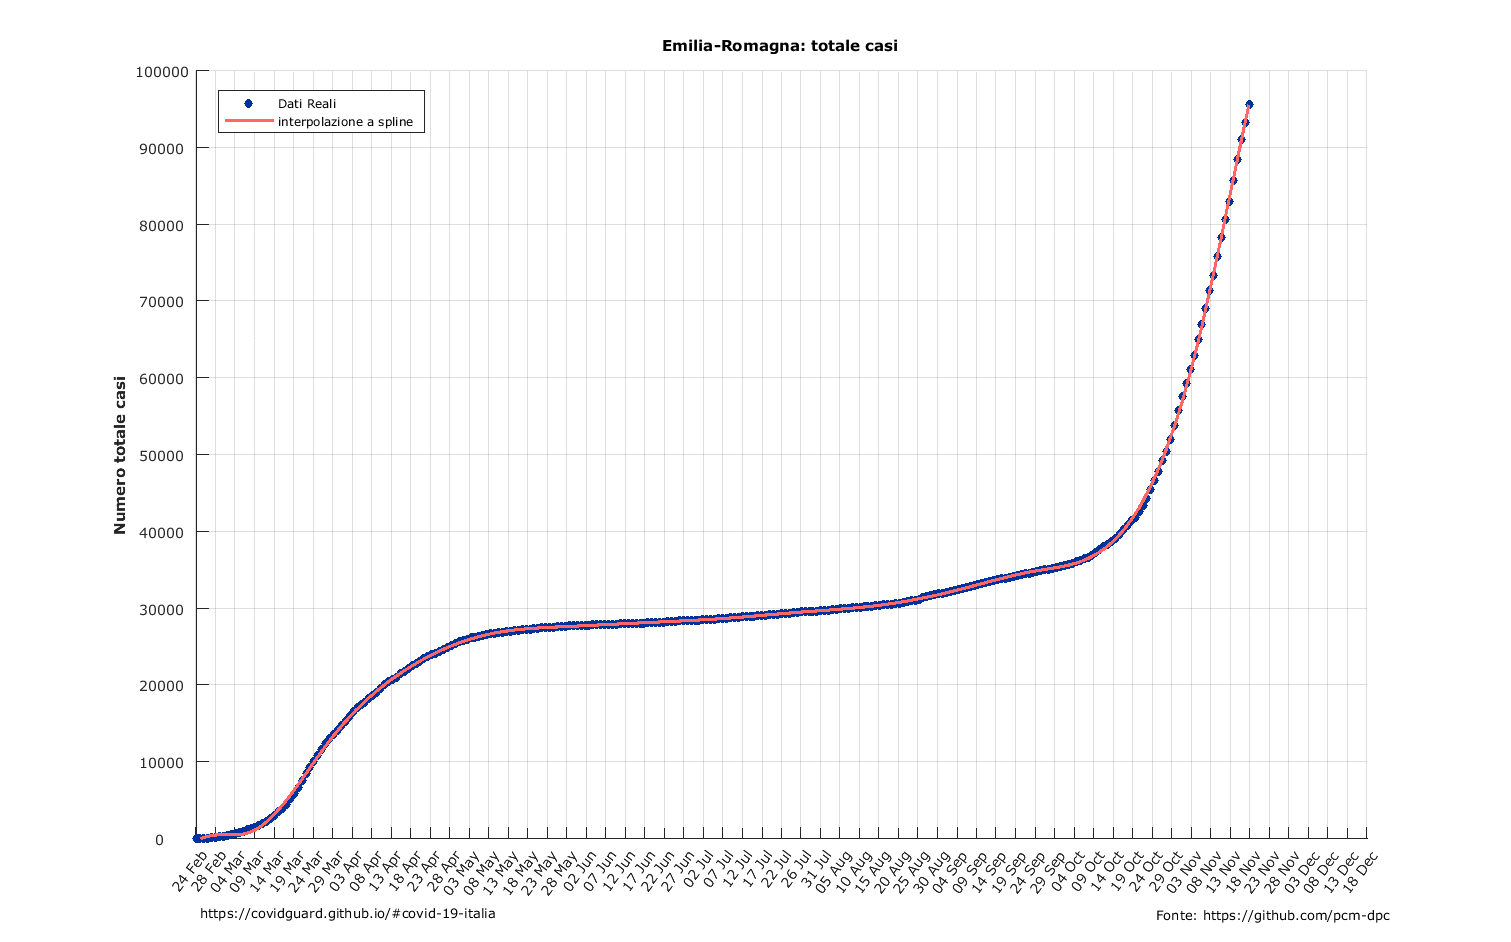 Emilia-Romagna: totale casi
100000
90000
80000
70000
60000
50000
40000
30000
20000
10000
0
Numero totale casi
Dati Reali
interpolazione a spline
24 Feb
28 Feb
04 Mar
09 Mar
14 Mar
19 Mar
24 Mar
29 Mar
03 Apr
08 Apr
13 Apr
18 Apr
23 Apr
28 Apr
03 May
08 May
13 May
18 May
23 May
28 May
02 Jun
07 Jun
12 Jun
17 Jun
22 Jun
27 Jun
02 Jul
07 Jul
12 Jul
17 Jul
22 Jul
26 Jul
31 Jul
05 Aug
10 Aug
15 Aug
20 Aug
25 Aug
30 Aug
04 Sep
09 Sep
14 Sep
19 Sep
24 Sep
29 Sep
04 Oct
09 Oct
14 Oct
19 Oct
24 Oct
29 Oct
03 Nov
08 Nov
13 Nov
18 Nov
23 Nov
28 Nov
03 Dec
08 Dec
13 Dec
18 Dec
https://covidguard.github.io/#covid-19-italia
Fonte: https://github.com/pcm-dpc